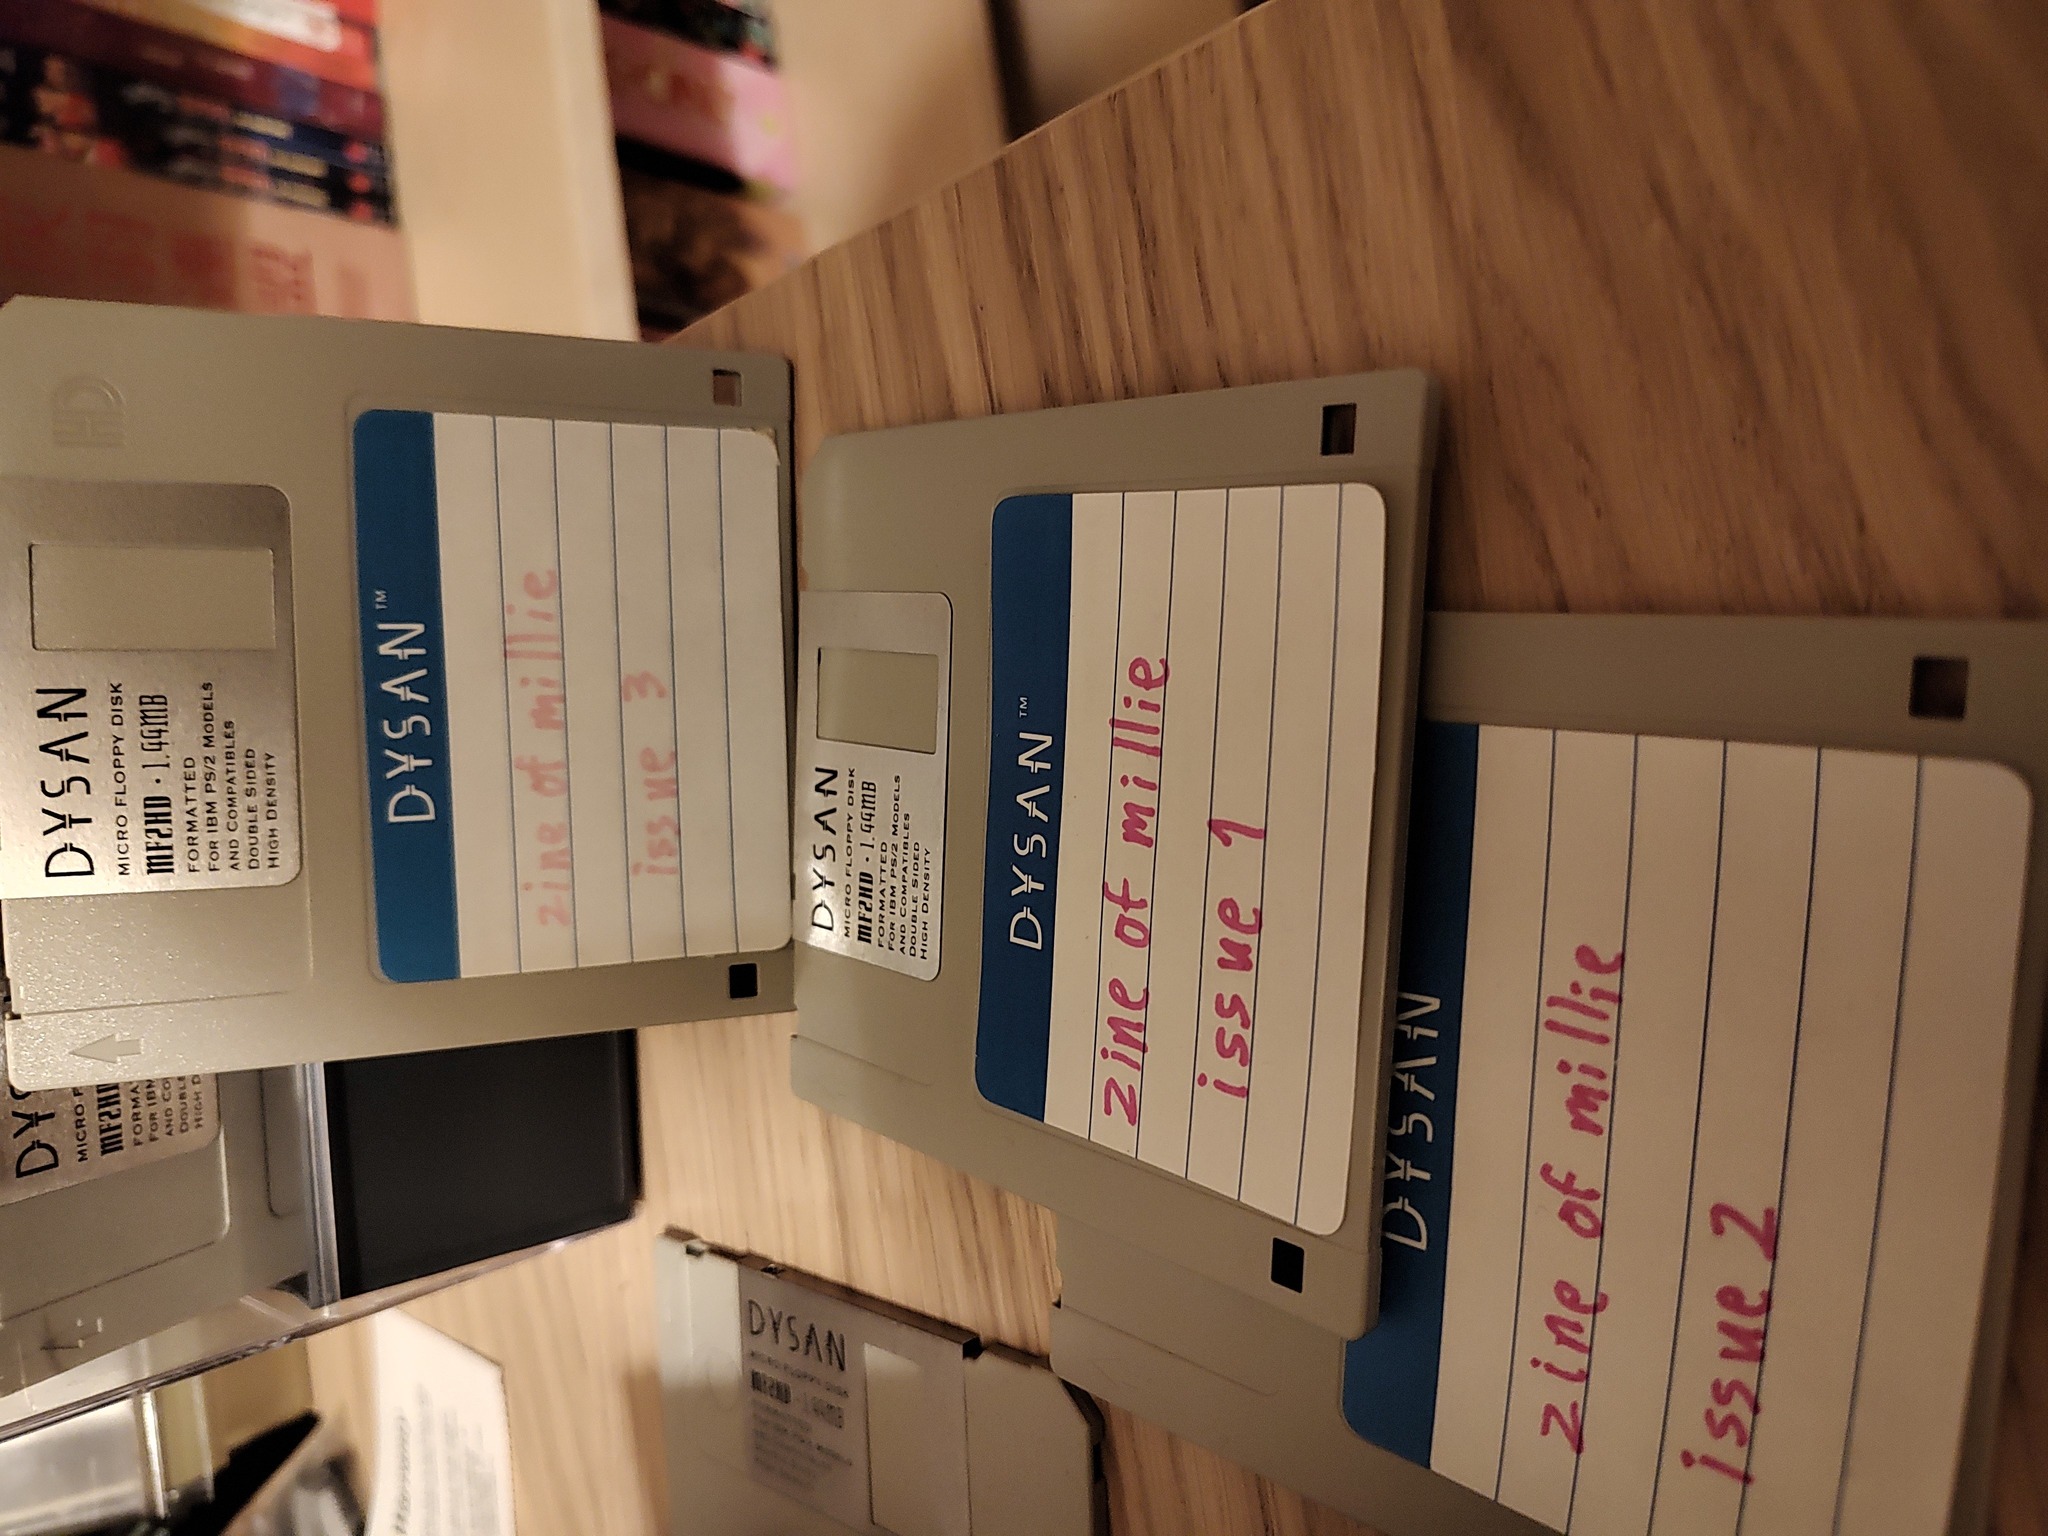 HD
DYSAN
MICRO FLOPPY DISK
MF2HD · 1.44MB
FORMATTED
FOR IBM PS/2 MODELS
AND COMPATIBLES
DOUBLE SIDED
HIGH DENSITY
DYSAN™
zine of millie
issue 3
DYSAN
MICRO FLOPPY DISK
MF2HD · 1.44MB
FORMATTED
FOR IBM PS/2 MODELS
AND COMPATIBLES
DOUBLE SIDED
HIGH DENSITY
DYSAN™
zine of millie
issue 1
DYSAN
zine of millie
issue 2
DYSAN
MICRO FLOPPY DISK
MF2HD · 1.44MB